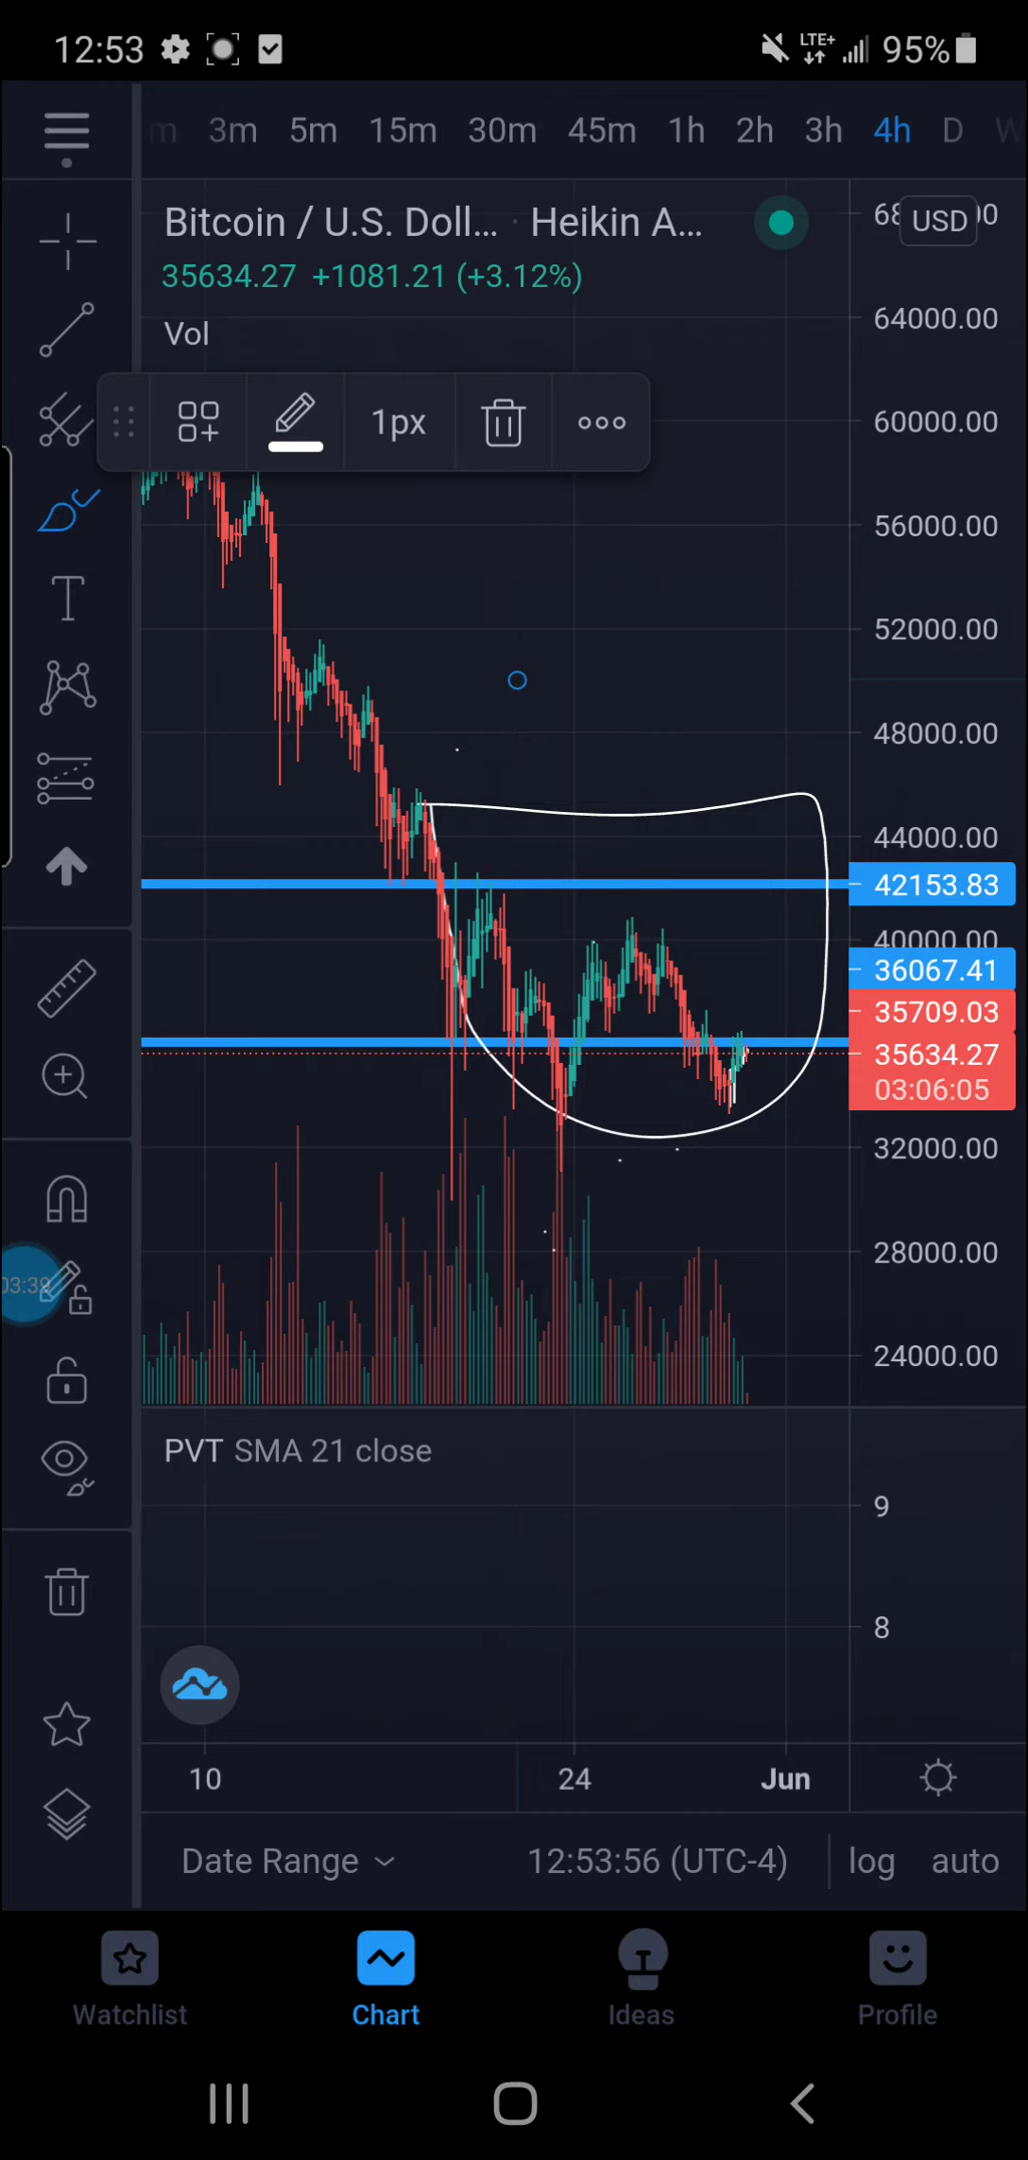 12:53 LTE+ 95%
3m 5m 15m 30m 45m 1h 2h 3h 4h D
Bitcoin / U.S. Doll... · Heikin A...
USD
35634.27 +1081.21 (+3.12%)
Vol
64000.00
1px
60000.00
56000.00
52000.00
48000.00
44000.00
42153.83
40000.00
36067.41
35709.03
35634.27
03:06:05
32000.00
28000.00
03:38
24000.00
PVT SMA 21 close
9
8
10 24 Jun
Date Range 12:53:56 (UTC-4) log auto
Watchlist Chart Ideas Profile